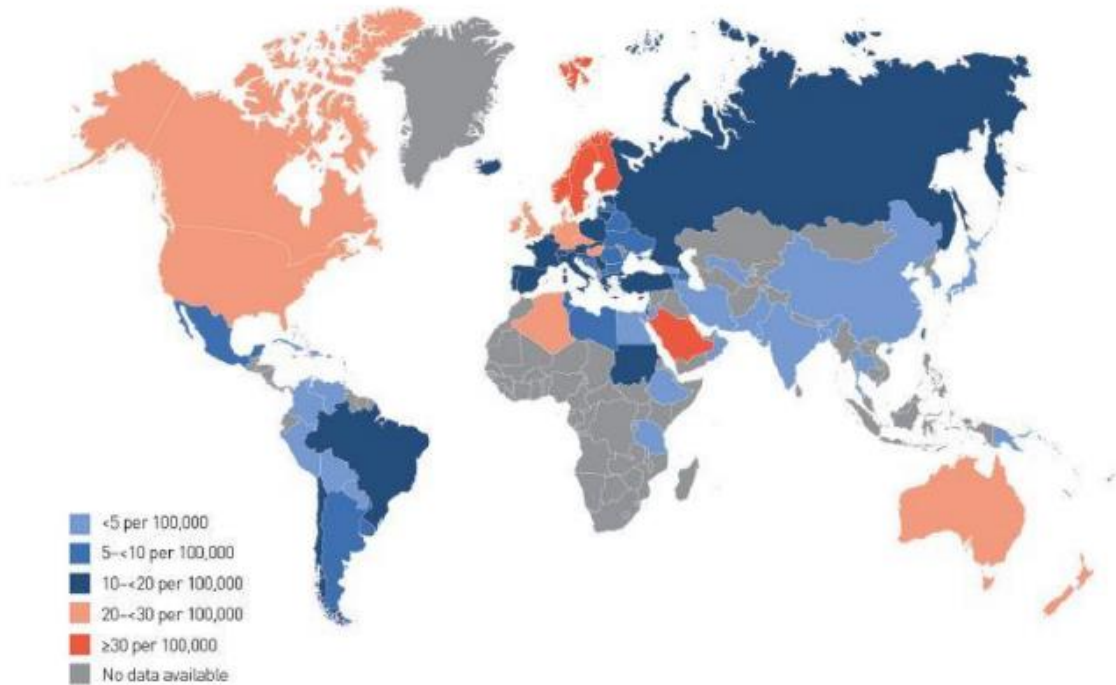 <5 per 100,000
5–<10 per 100,000
10–<20 per 100,000
20–<30 per 100,000
≥30 per 100,000
No data available